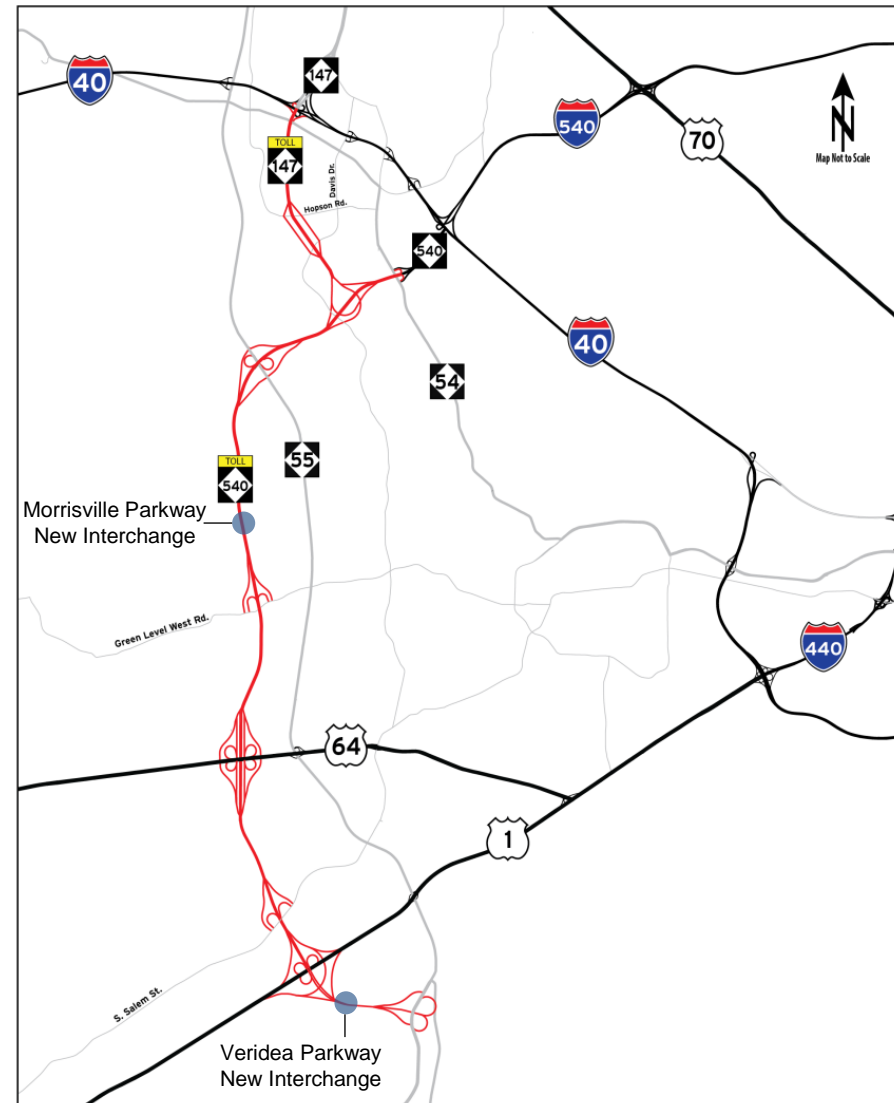 147
40
540
70
N
Map Not to Scale
TOLL
147
Davis Dr.
Hopson Rd.
540
40
54
55
TOLL
540
Morrisville Parkway
New Interchange
Green Level West Rd.
440
64
1
S. Salem St.
Veridea Parkway
New Interchange